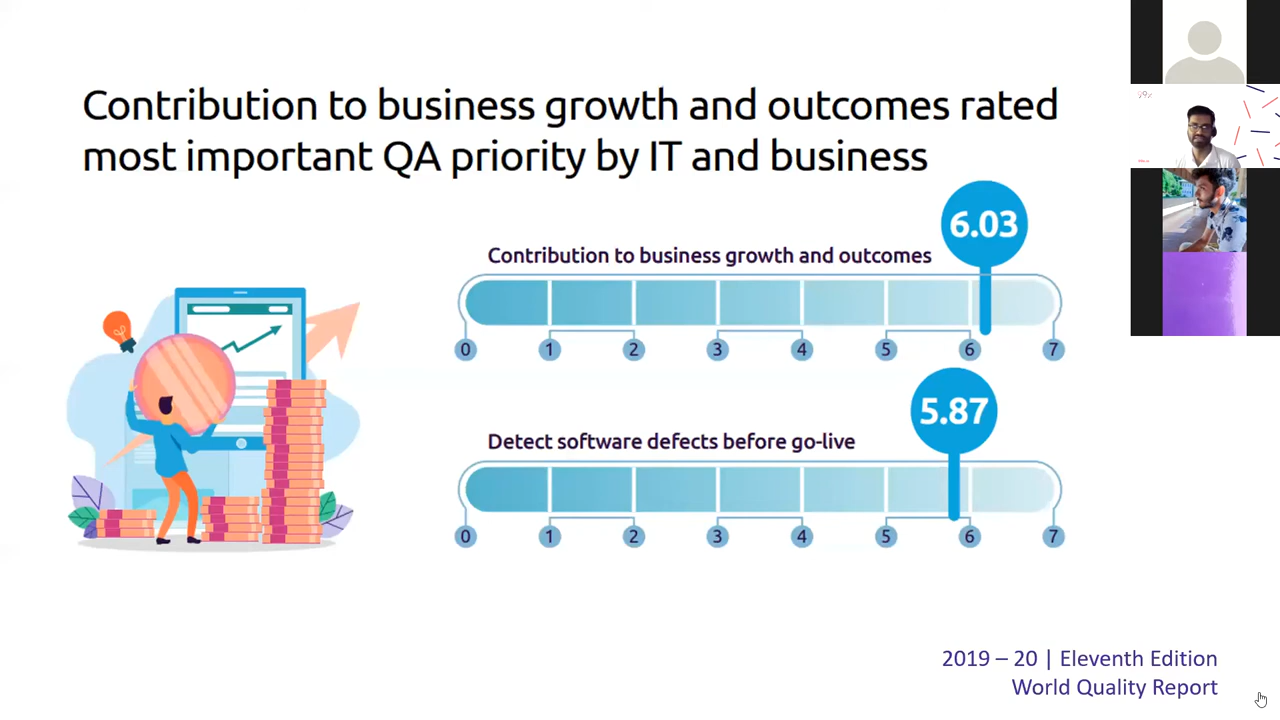 Contribution to business growth and outcomes rated
most important QA priority by IT and business
6.03
Contribution to business growth and outcomes
0 1 2 3 4 5 6 7
5.87
Detect software defects before go-live
0 1 2 3 4 5 6 7
2019 – 20 | Eleventh Edition
World Quality Report